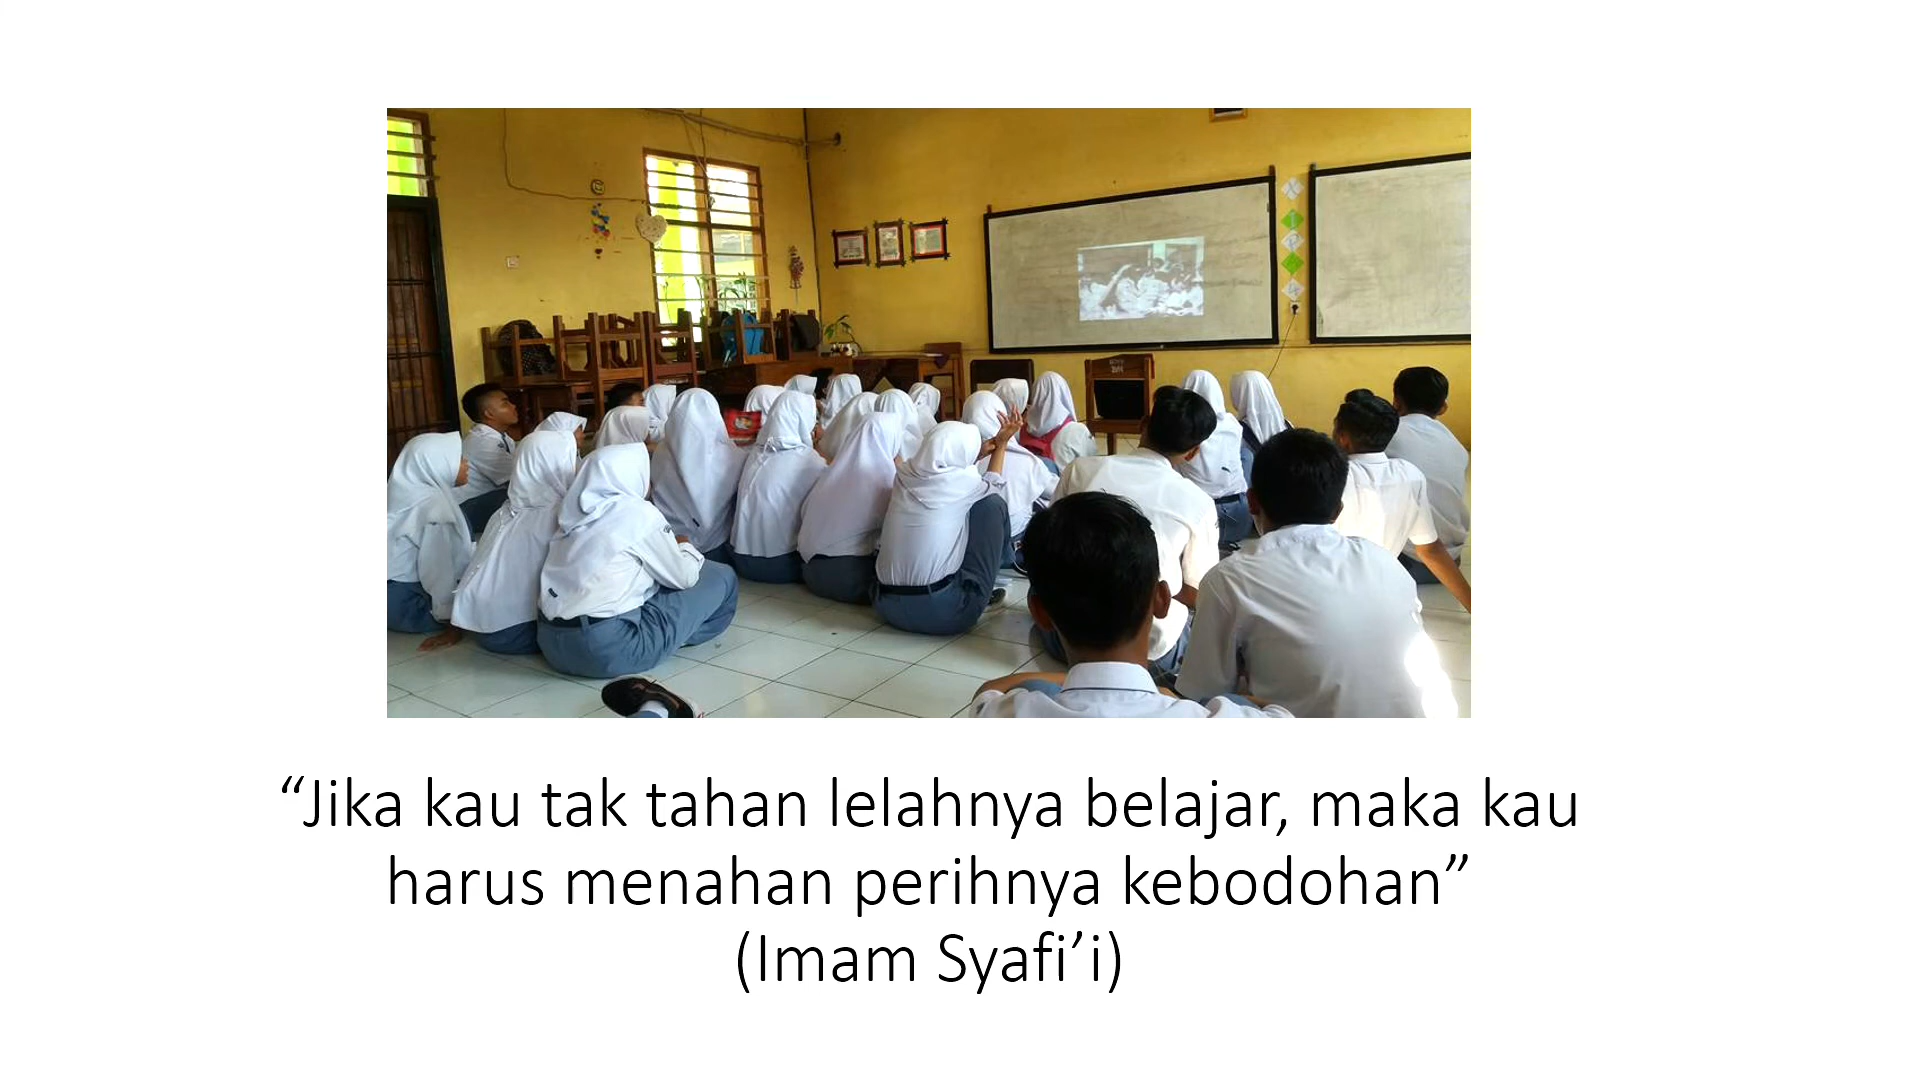 “Jika kau tak tahan lelahnya belajar, maka kau
harus menahan perihnya kebodohan”
(Imam Syafi’i)